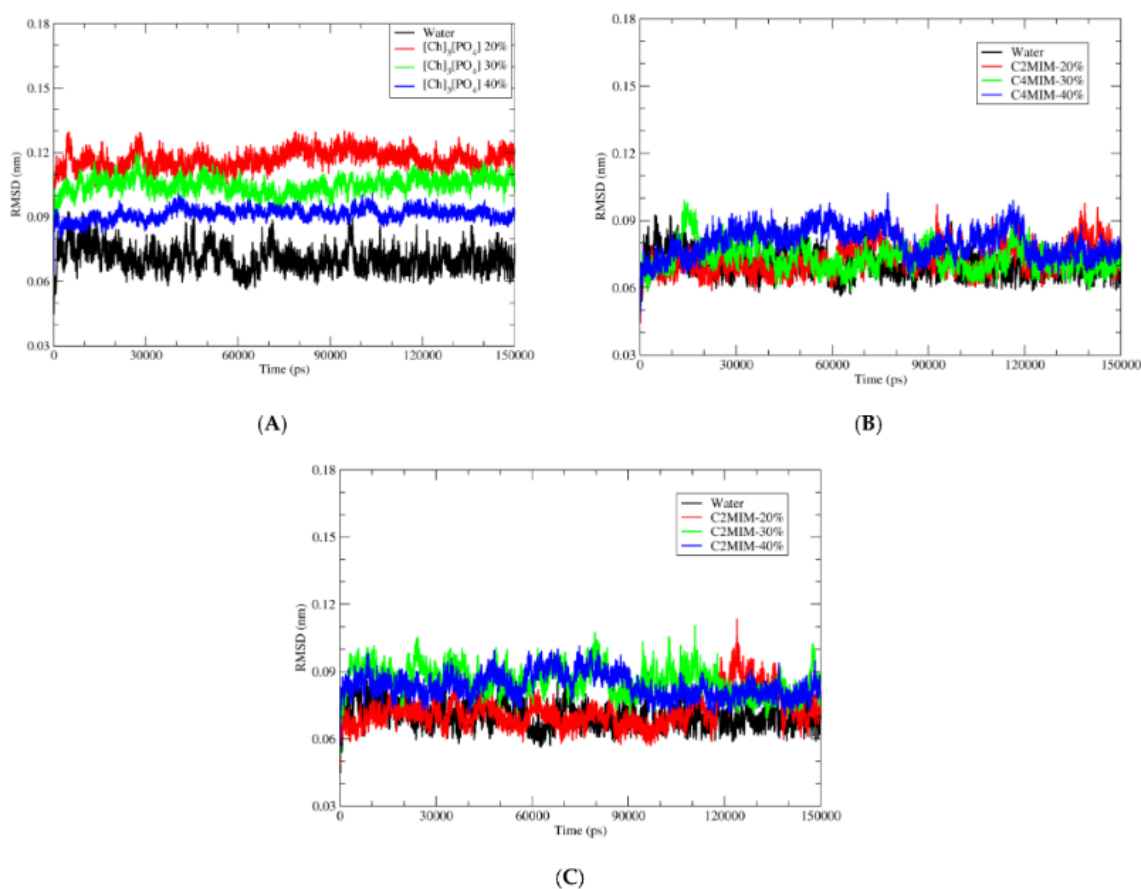 0.18
0.15
0.12
0.09
0.06
0.03
RMSD (nm)
Water
[Ch]3[PO4] 20%
[Ch]3[PO4] 30%
[Ch]3[PO4] 40%
0 30000 60000 90000 120000 150000
Time (ps)
(A)
0.18
0.15
0.12
0.09
0.06
0.03
RMSD (nm)
Water
C2MIM-20%
C4MIM-30%
C4MIM-40%
0 30000 60000 90000 120000 150000
Time (ps)
(B)
0.18
0.15
0.12
0.09
0.06
0.03
RMSD (nm)
Water
C2MIM-20%
C2MIM-30%
C2MIM-40%
0 30000 60000 90000 120000 150000
Time (ps)
(C)